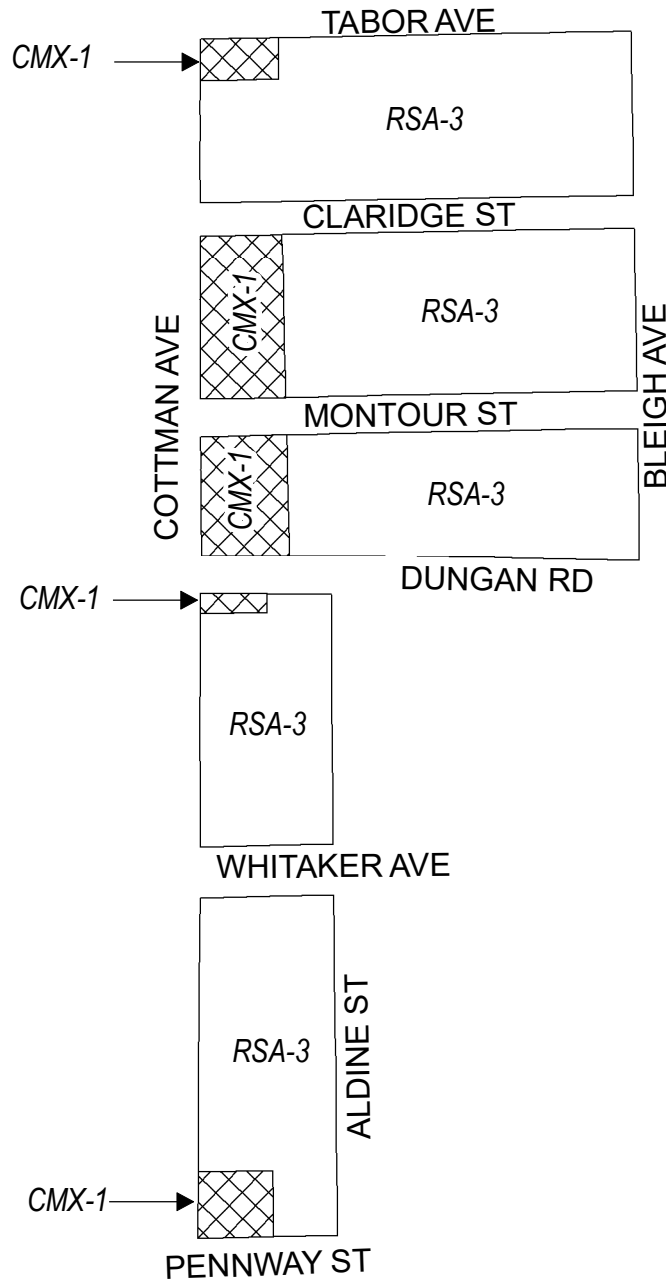 TABOR AVE
CMX-1
RSA-3
CLARIDGE ST
CMX-1
RSA-3
COTTMAN AVE
BLEIGH AVE
MONTOUR ST
CMX-1
RSA-3
DUNGAN RD
CMX-1
RSA-3
WHITAKER AVE
RSA-3
ALDINE ST
CMX-1
PENNWAY ST